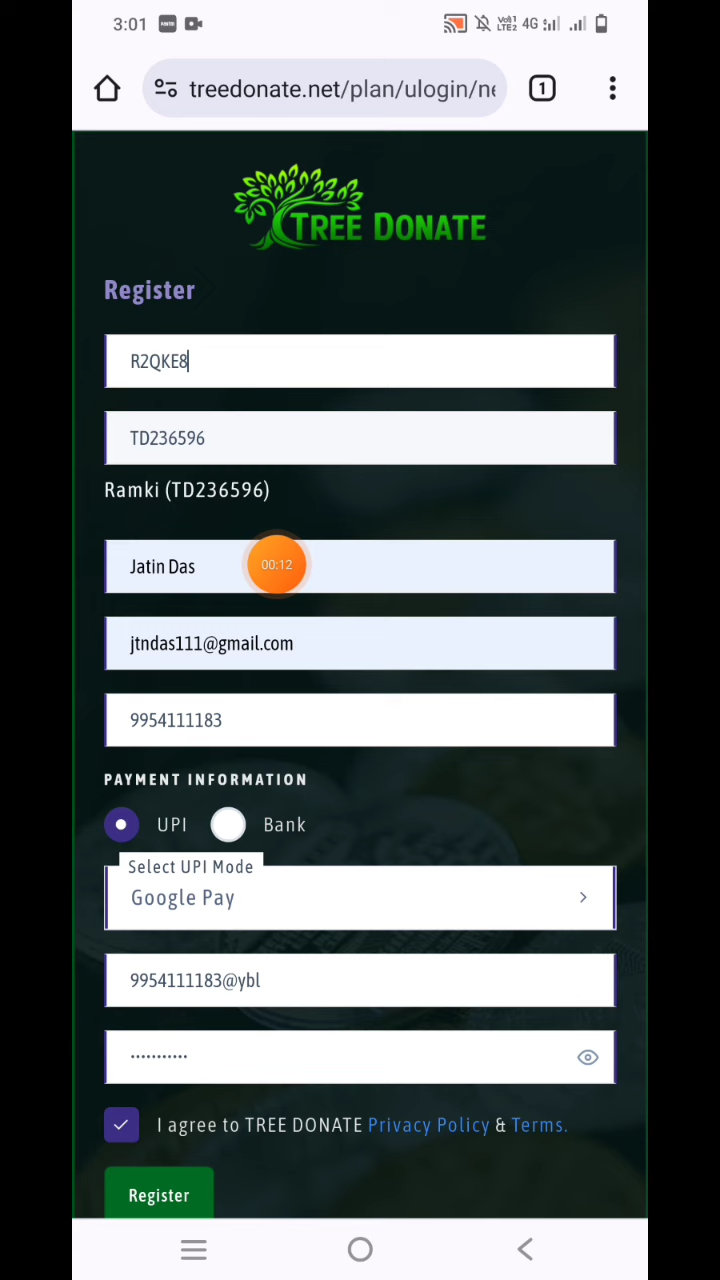 3:01 4G
treedonate.net/plan/ulogin/ne 1
TREE DONATE
Register
R2QKE8
TD236596
Ramki (TD236596)
Jatin Das 00:12
jtndas111@gmail.com
9954111183
PAYMENT INFORMATION
UPI Bank
Select UPI Mode
Google Pay
9954111183@ybl
•••••••••••
I agree to TREE DONATE Privacy Policy & Terms.
Register